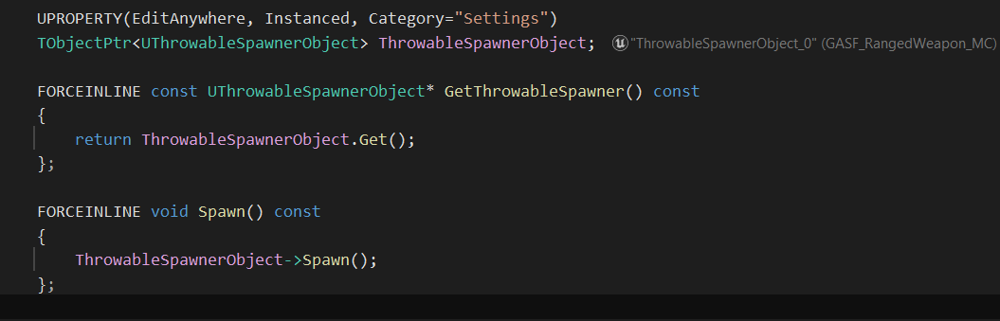 UPROPERTY(EditAnywhere, Instanced, Category="Settings")
TObjectPtr<UThrowableSpawnerObject> ThrowableSpawnerObject; "ThrowableSpawnerObject_0" (GASF_RangedWeapon_MC)
FORCEINLINE const UThrowableSpawnerObject* GetThrowableSpawner() const
{
return ThrowableSpawnerObject.Get();
};
FORCEINLINE void Spawn() const
{
ThrowableSpawnerObject->Spawn();
};